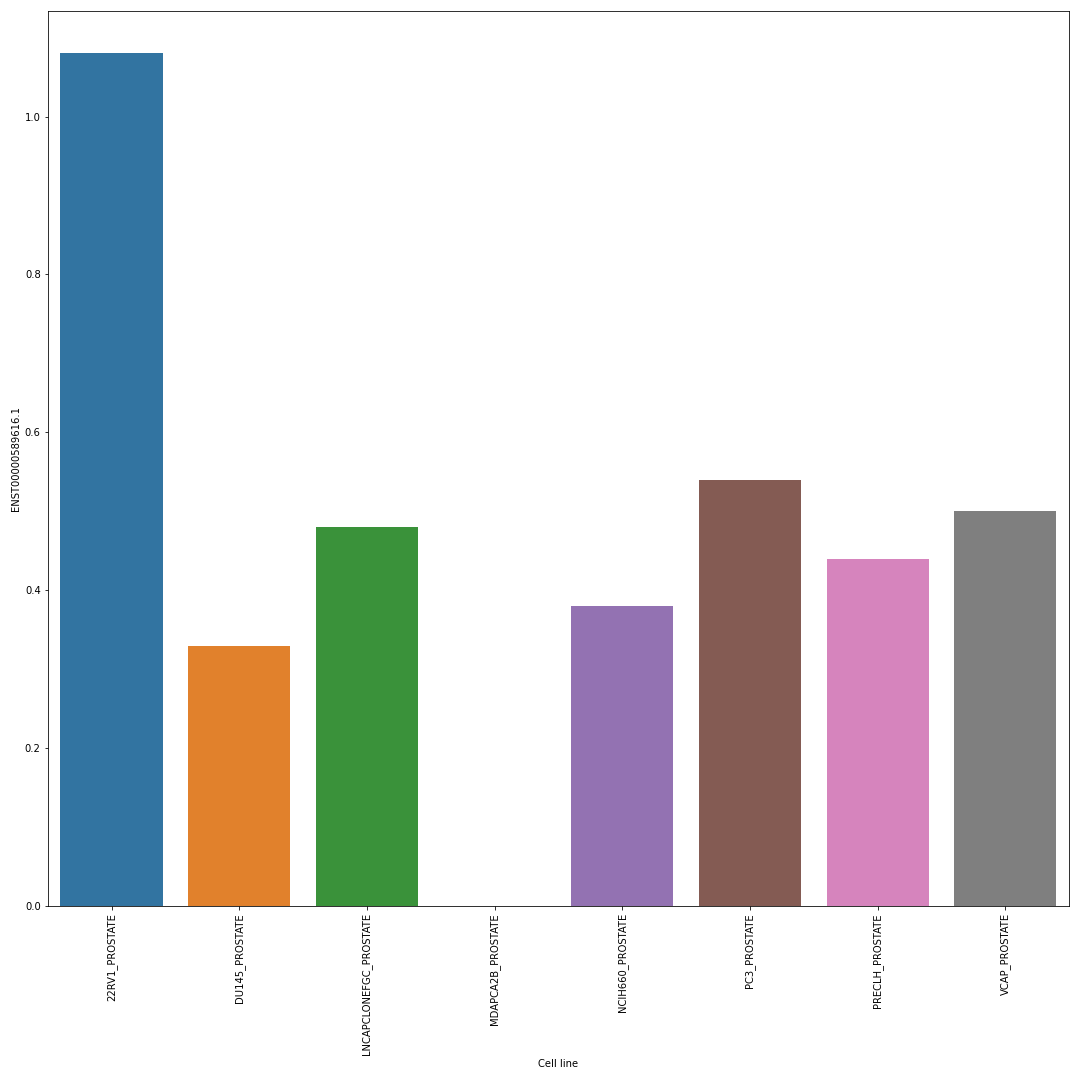 ENST00000589616.1
1.0
0.8
0.6
0.4
0.2
0.0
22RV1_PROSTATE
DU145_PROSTATE
LNCAPCLONEFGC_PROSTATE
MDAPCA2B_PROSTATE
NCIH660_PROSTATE
PC3_PROSTATE
PRECLH_PROSTATE
VCAP_PROSTATE
Cell line